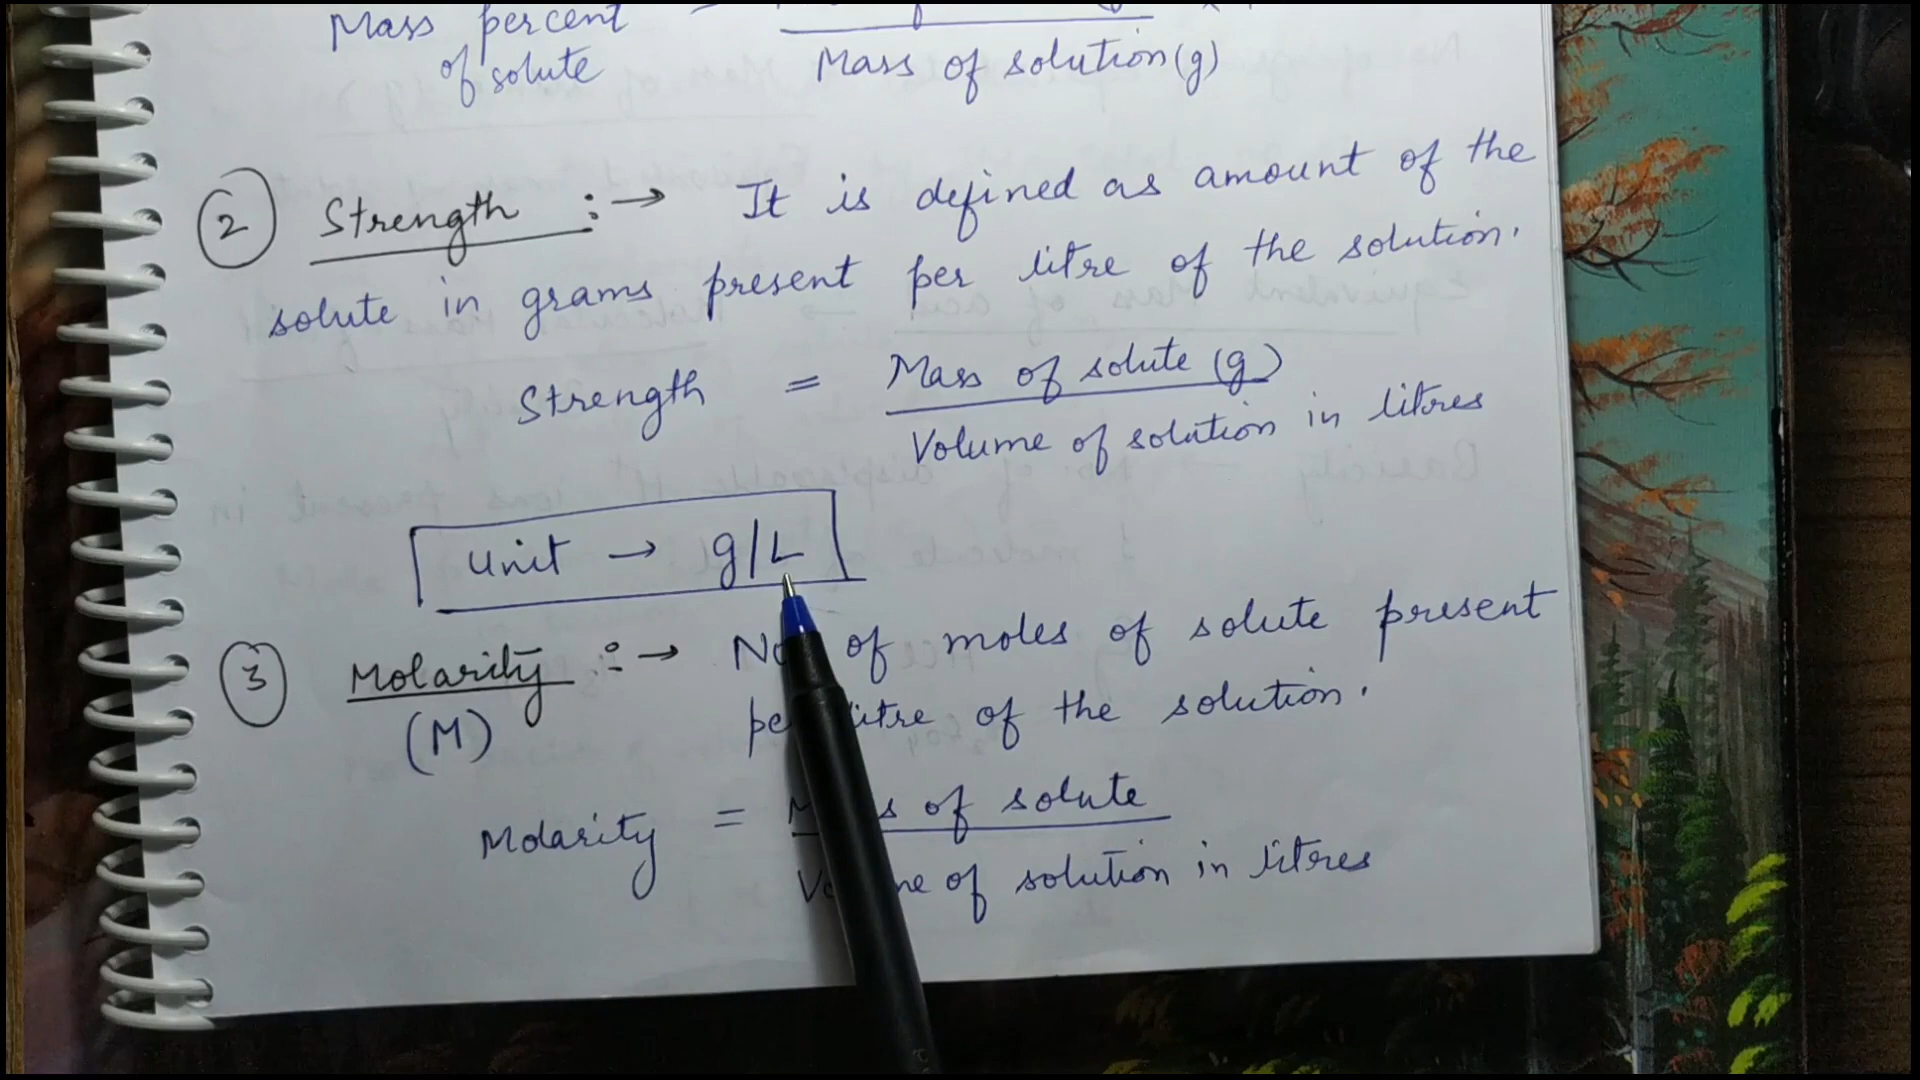 Mass percent =
of solute Mass of solution (g)
② Strength :→ It is defined as amount of the
solute in grams present per litre of the solution.
Strength = Mass of solute (g)
Volume of solution in litres
Unit → g/L
③ Molarity :→ No of moles of solute present
(M) litre of the solution.
Molarity = of solute
of solution in litres